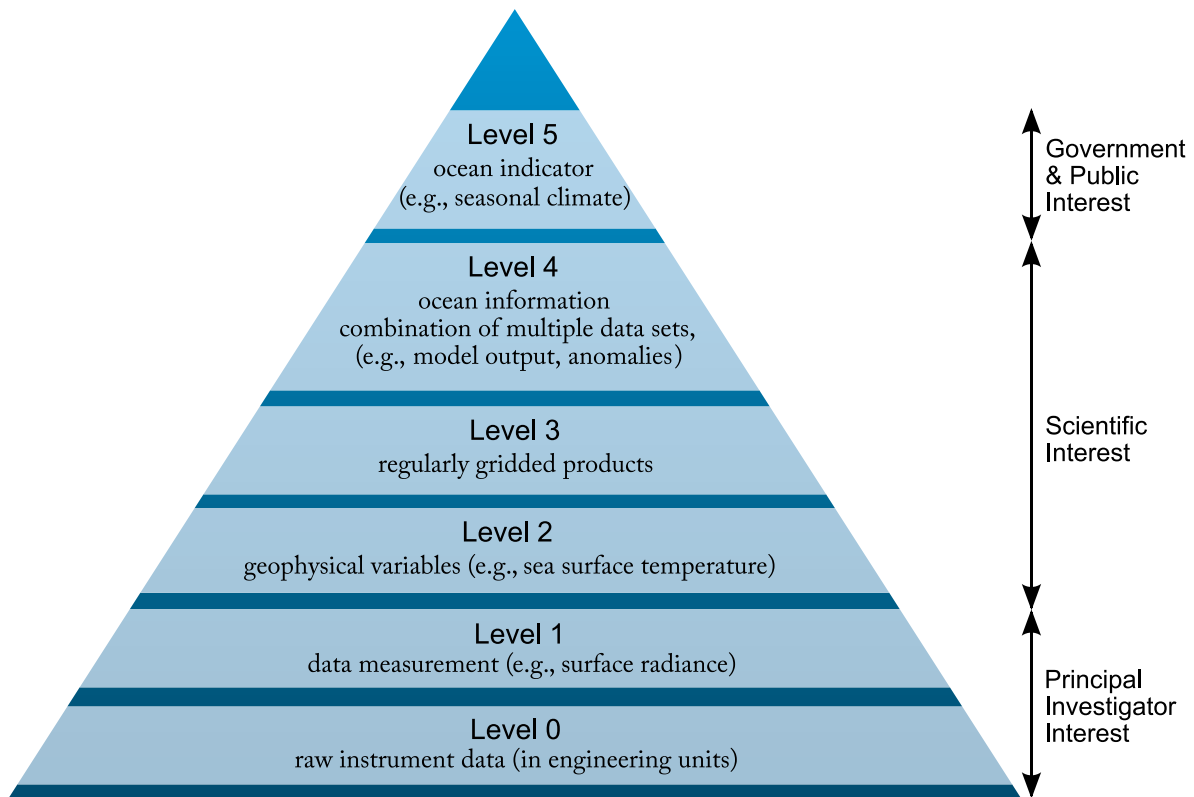 Level 5
ocean indicator
(e.g., seasonal climate)
Level 4
ocean information
combination of multiple data sets,
(e.g., model output, anomalies)
Level 3
regularly gridded products
Level 2
geophysical variables (e.g., sea surface temperature)
Level 1
data measurement (e.g., surface radiance)
Level 0
raw instrument data (in engineering units)
Government
& Public
Interest
Scientific
Interest
Principal
Investigator
Interest